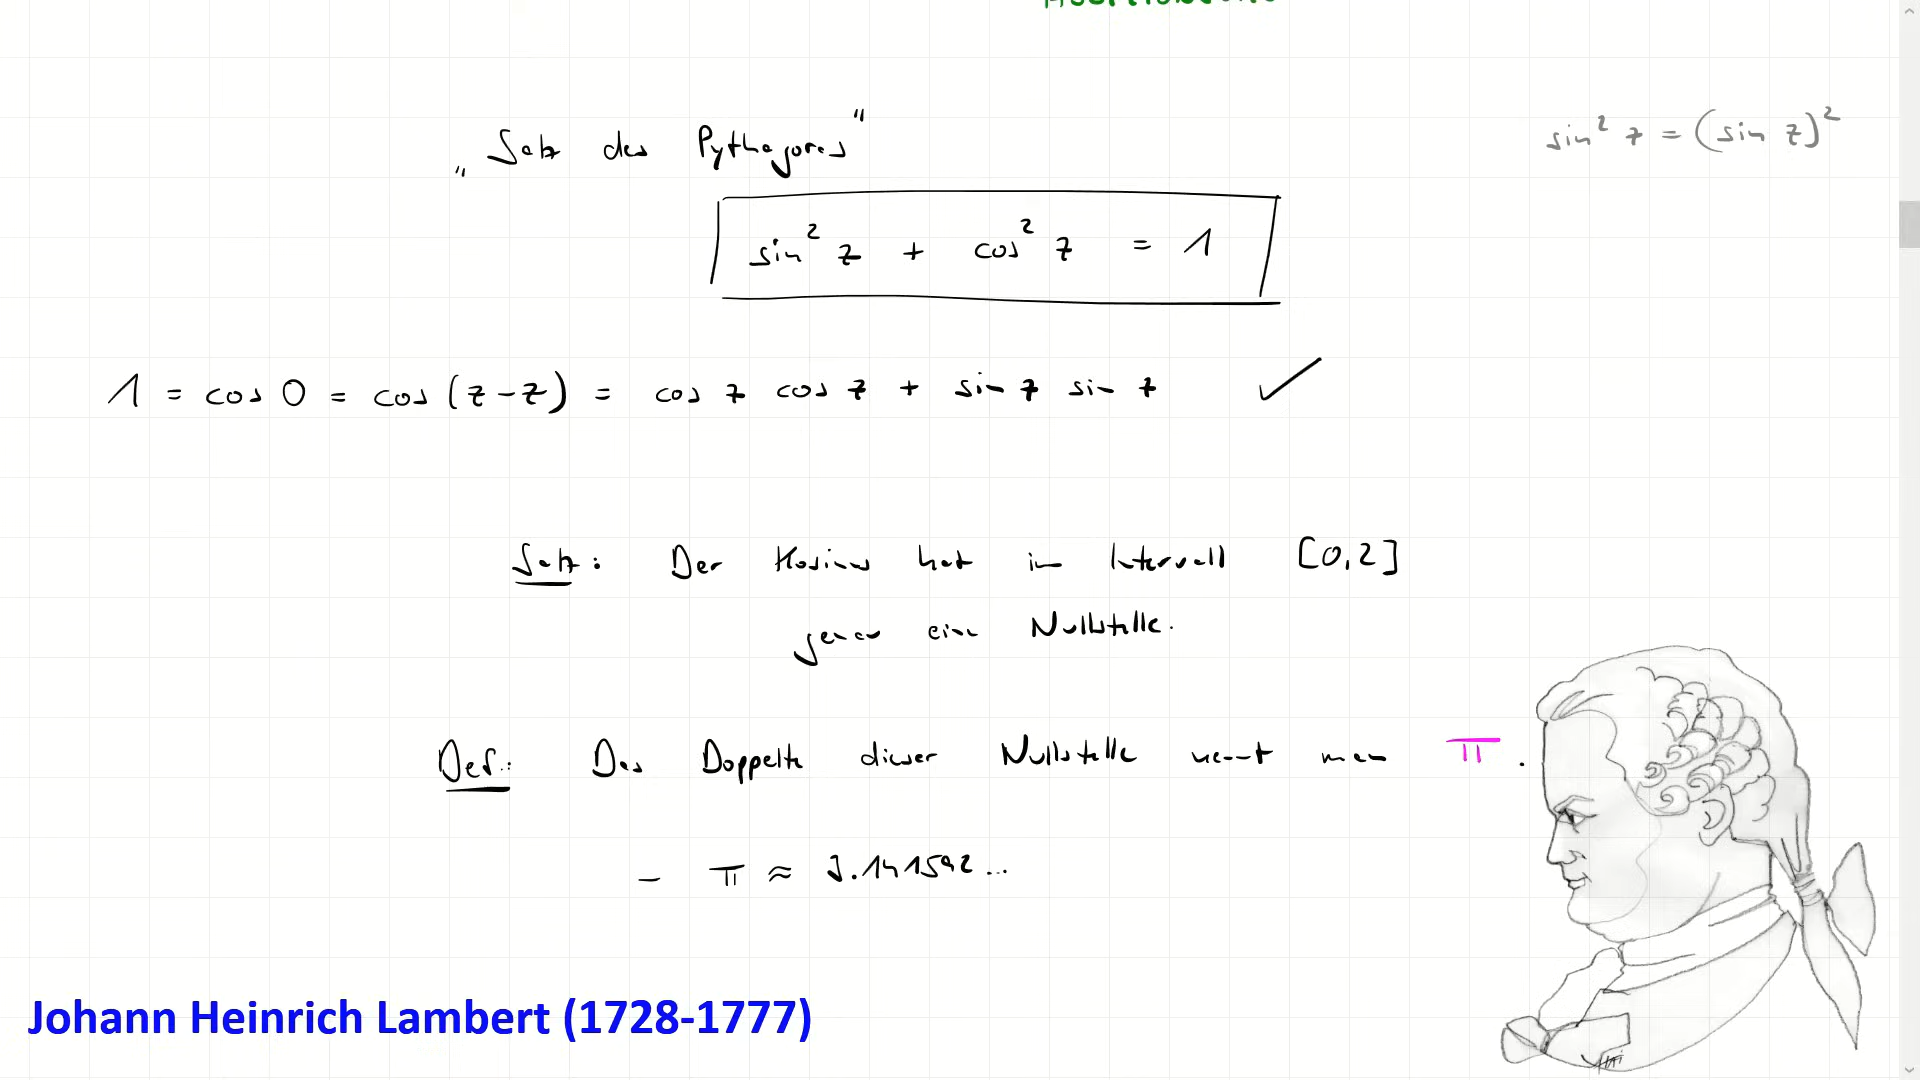 „Satz des Pythagoras"
sin² z = (sin z)²
sin² z + cos² z = 1
1 = cos 0 = cos (z-z) = cos z cos z + sin z sin z ✓
Satz: Der Kosinus hat im Intervall [0,2]
genau eine Nullstelle.
Def.: Das Doppelte dieser Nullstelle nennt man π.
- π ≈ 3.141592...
Johann Heinrich Lambert (1728-1777)